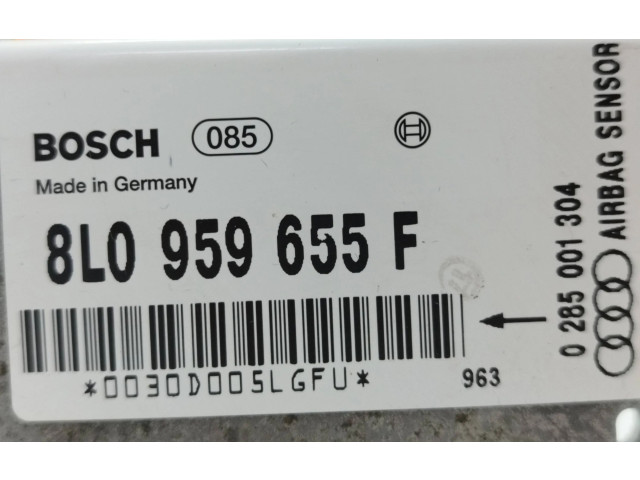 BOSCH 085
Made in Germany
8L0 959 655 F
*0030D005LGFU*
963
0 285 001 304
AIRBAG SENSOR